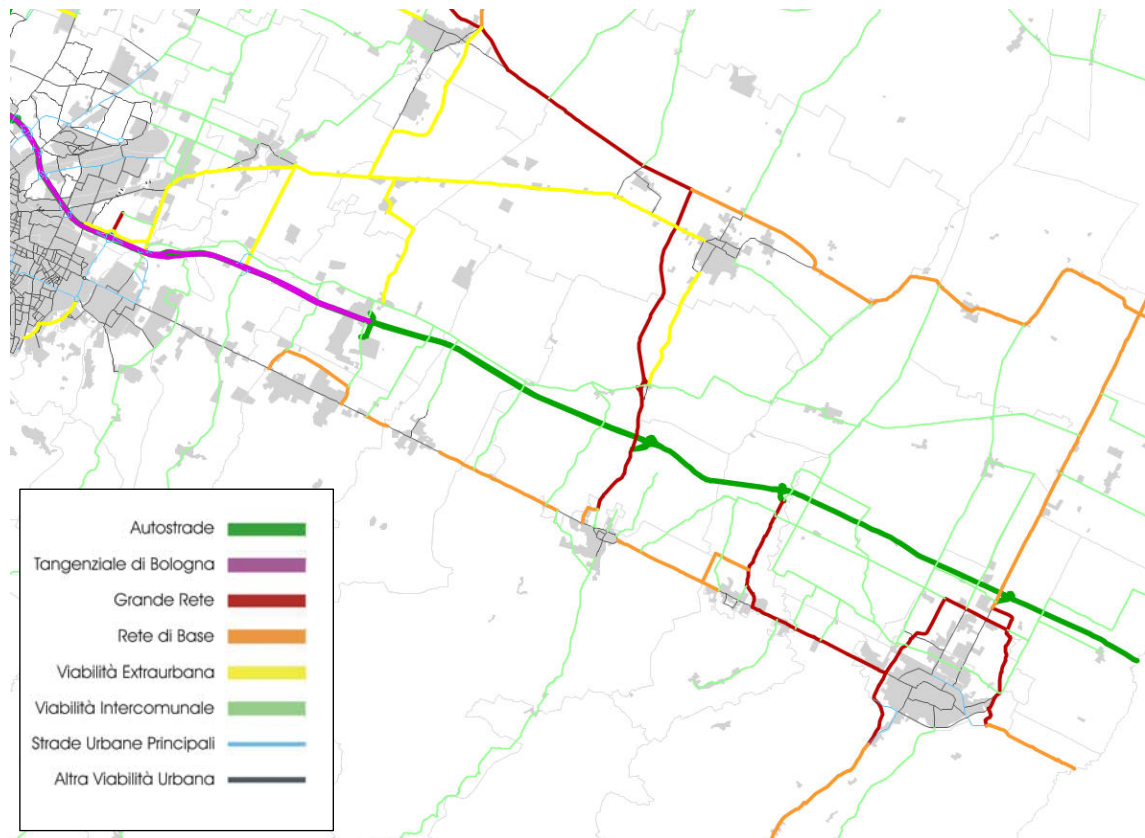 Autostrade
Tangenziale di Bologna
Grande Rete
Rete di Base
Viabilità Extraurbana
Viabilità Intercomunale
Strade Urbane Principali
Altra Viabilità Urbana